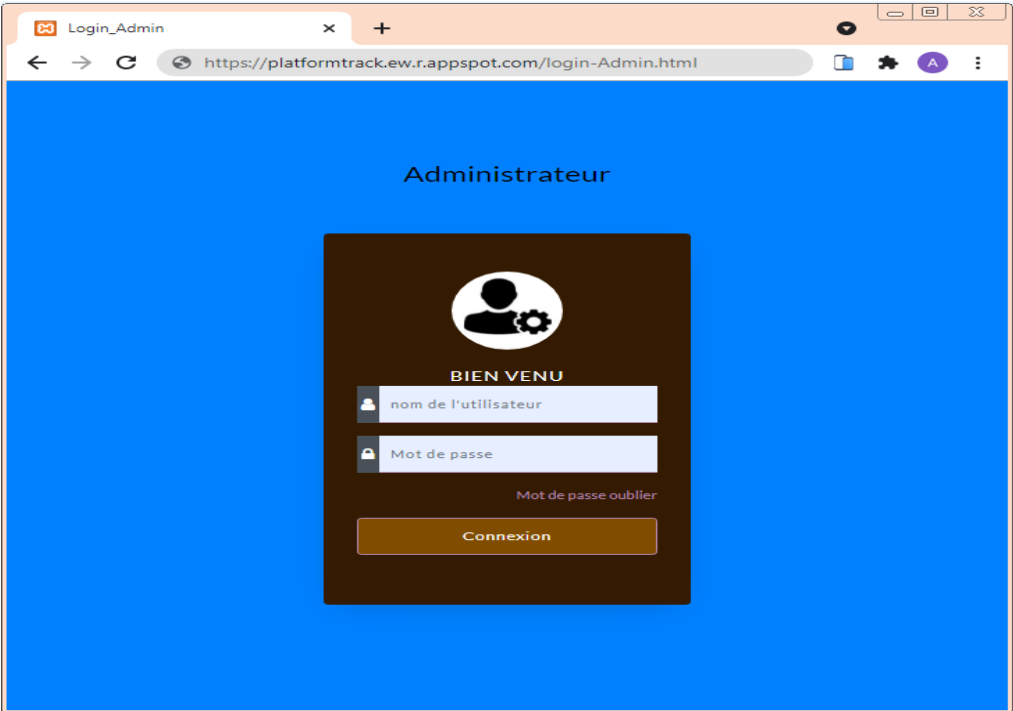 Login_Admin
https://platformtrack.ew.r.appspot.com/login-Admin.html
A
Administrateur
BIEN VENU
nom de l'utilisateur
Mot de passe
Mot de passe oublier
Connexion